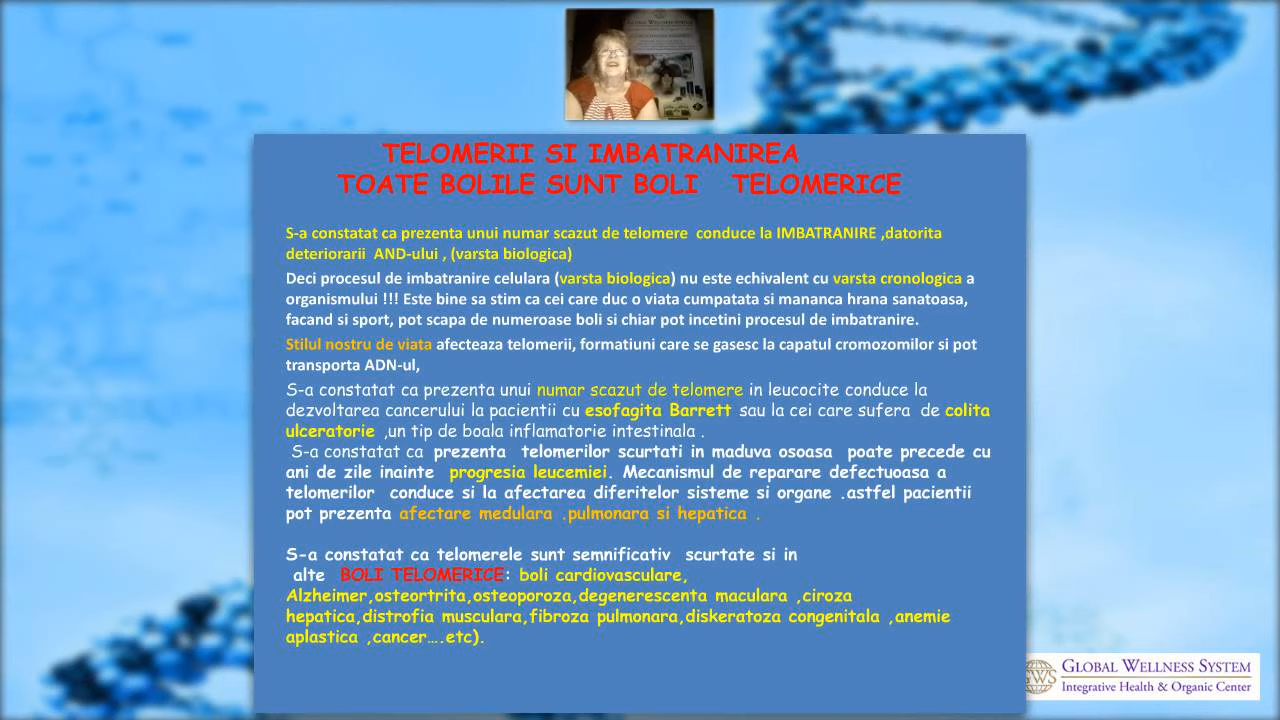 TELOMERII SI IMBATRANIREA
TOATE BOLILE SUNT BOLI TELOMERICE
S-a constatat ca prezenta unui numar scazut de telomere conduce la IMBATRANIRE ,datorita
deteriorarii AND-ului , (varsta biologica)
Deci procesul de imbatranire celulara (varsta biologica) nu este echivalent cu varsta cronologica a
organismului !!! Este bine sa stim ca cei care duc o viata cumpatata si mananca hrana sanatoasa,
facand si sport, pot scapa de numeroase boli si chiar pot incetini procesul de imbatranire.
Stilul nostru de viata afecteaza telomerii, formatiuni care se gasesc la capatul cromozomilor si pot
transporta ADN-ul,
S-a constatat ca prezenta unui numar scazut de telomere in leucocite conduce la
dezvoltarea cancerului la pacientii cu esofagita Barrett sau la cei care sufera de colita
ulceratorie ,un tip de boala inflamatorie intestinala .
S-a constatat ca prezenta telomerilor scurtati in maduva osoasa poate precede cu
ani de zile inainte progresia leucemiei. Mecanismul de reparare defectuoasa a
telomerilor conduce si la afectarea diferitelor sisteme si organe .astfel pacientii
pot prezenta afectare medulara .pulmonara si hepatica .
S-a constatat ca telomerele sunt semnificativ scurtate si in
alte BOLI TELOMERICE: boli cardiovasculare,
Alzheimer,osteortrita,osteoporoza,degenerescenta maculara ,ciroza
hepatica,distrofia musculara,fibroza pulmonara,diskeratoza congenitala ,anemie
aplastica ,cancer....etc).
GWS
GLOBAL WELLNESS SYSTEM
Integrative Health & Organic Center